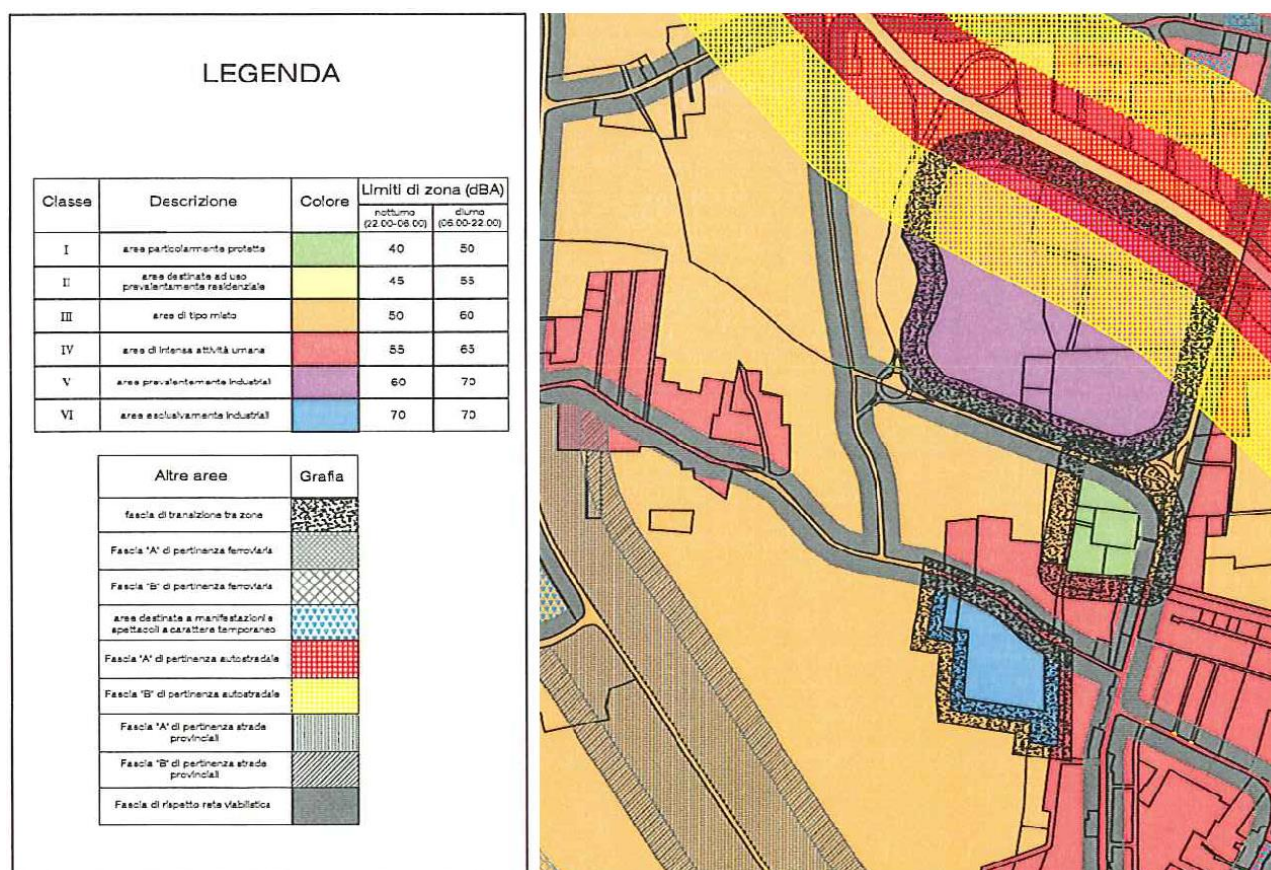 LEGENDA
Classe Descrizione Colore Limiti di zona (dBA)
notturno diurno
(22.00-06.00) (06.00-22.00)
I aree particolarmente protette 40 50
II aree destinate ad uso
prevalentamente residenziale 45 55
III aree di tipo misto 50 60
IV aree di intensa attività umana 55 65
V aree prevalentemente industriali 60 70
VI aree esclusivamente industriali 70 70
Altre aree Grafia
fascia di transizione tra zone
Fascia "A" di pertinenza ferroviaria
Fascia "B" di pertinenza ferroviaria
aree destinate a manifestazioni e
spettacoli a carattere temporaneo
Fascia "A" di pertinenza autostradale
Fascia "B" di pertinenza autostradale
Fascia "A" di pertinenza strade
provinciali
Fascia "B" di pertinenza strade
provinciali
Fascia di rispetto rete viabilistica